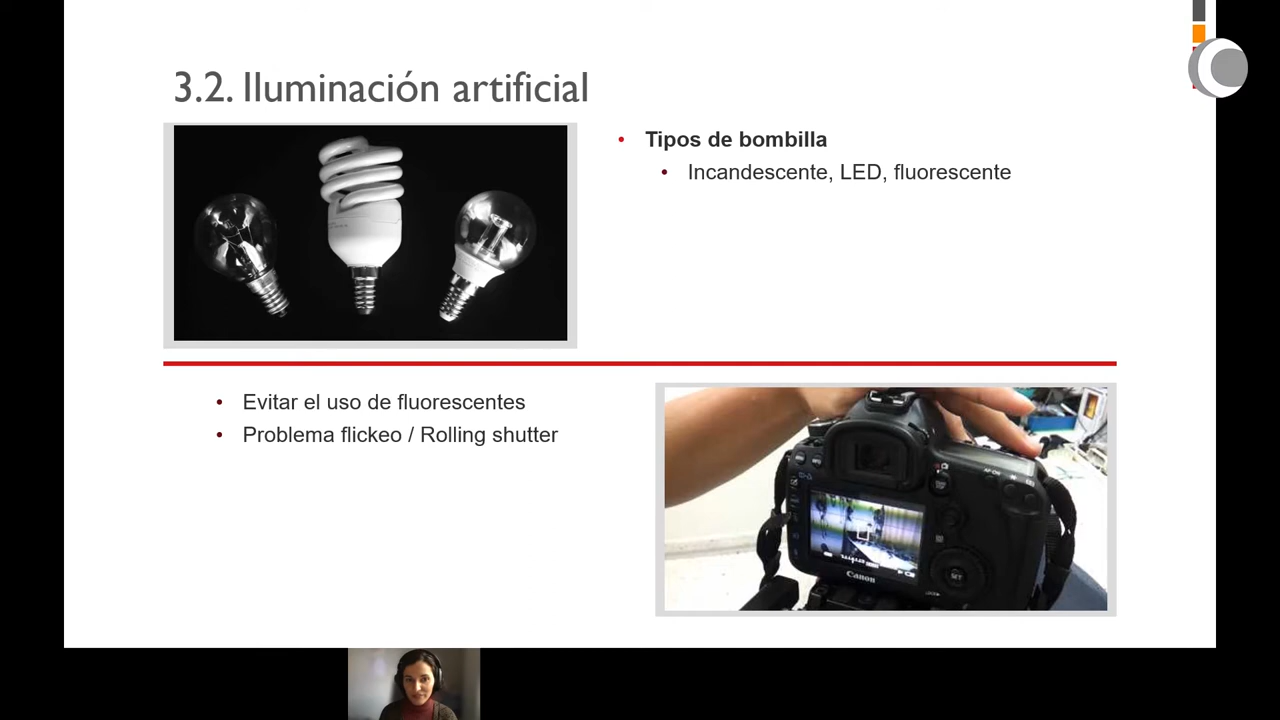 3.2. Iluminación artificial
• Tipos de bombilla
• Incandescente, LED, fluorescente
• Evitar el uso de fluorescentes
• Problema flickeo / Rolling shutter
Canon
SET